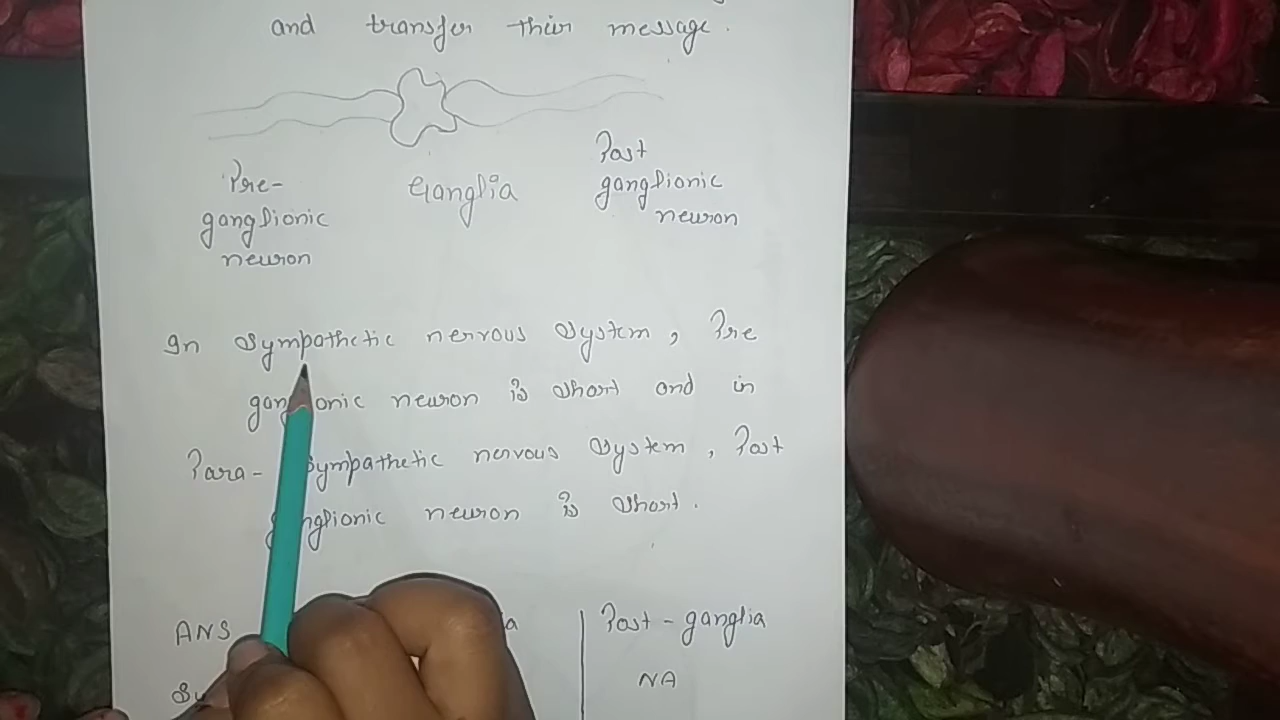 and transfer their message.
Pre-
ganglionic
neuron
Ganglia
Post
ganglionic
neuron
In Sympathetic nervous System, Pre
ganglionic neuron is Short and in
Para- Sympathetic nervous System, Post
ganglionic neuron is Short.
ANS
Post - ganglia
NA